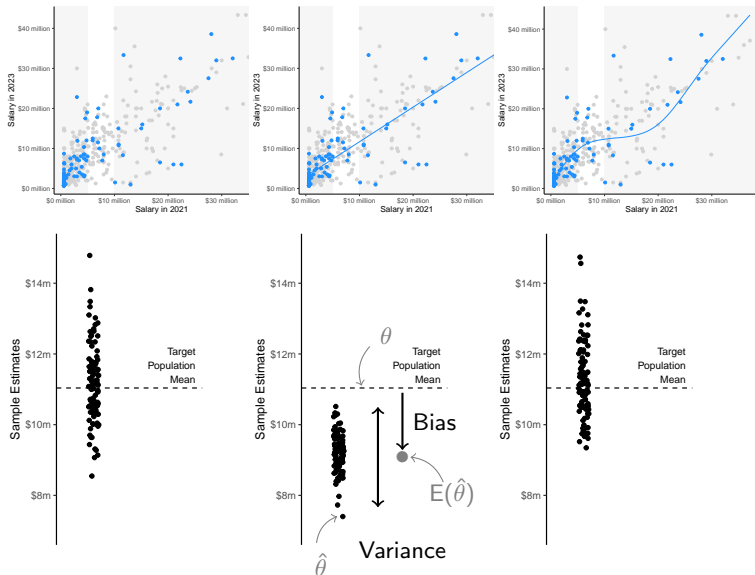 $40 million
$30 million
$20 million
$10 million
$0 million
Salary in 2023
$0 million
$10 million
$20 million
$30 million
Salary in 2021
$40 million
$30 million
$20 million
$10 million
$0 million
Salary in 2023
$0 million
$10 million
$20 million
$30 million
Salary in 2021
$40 million
$30 million
$20 million
$10 million
$0 million
Salary in 2023
$0 million
$10 million
$20 million
$30 million
Salary in 2021
$14m
$12m
$10m
$8m
Sample Estimates
Target
Population
Mean
$14m
$12m
$10m
$8m
Sample Estimates
θ
Target
Population
Mean
Bias
E(θ̂)
θ̂
Variance
$14m
$12m
$10m
$8m
Sample Estimates
Target
Population
Mean